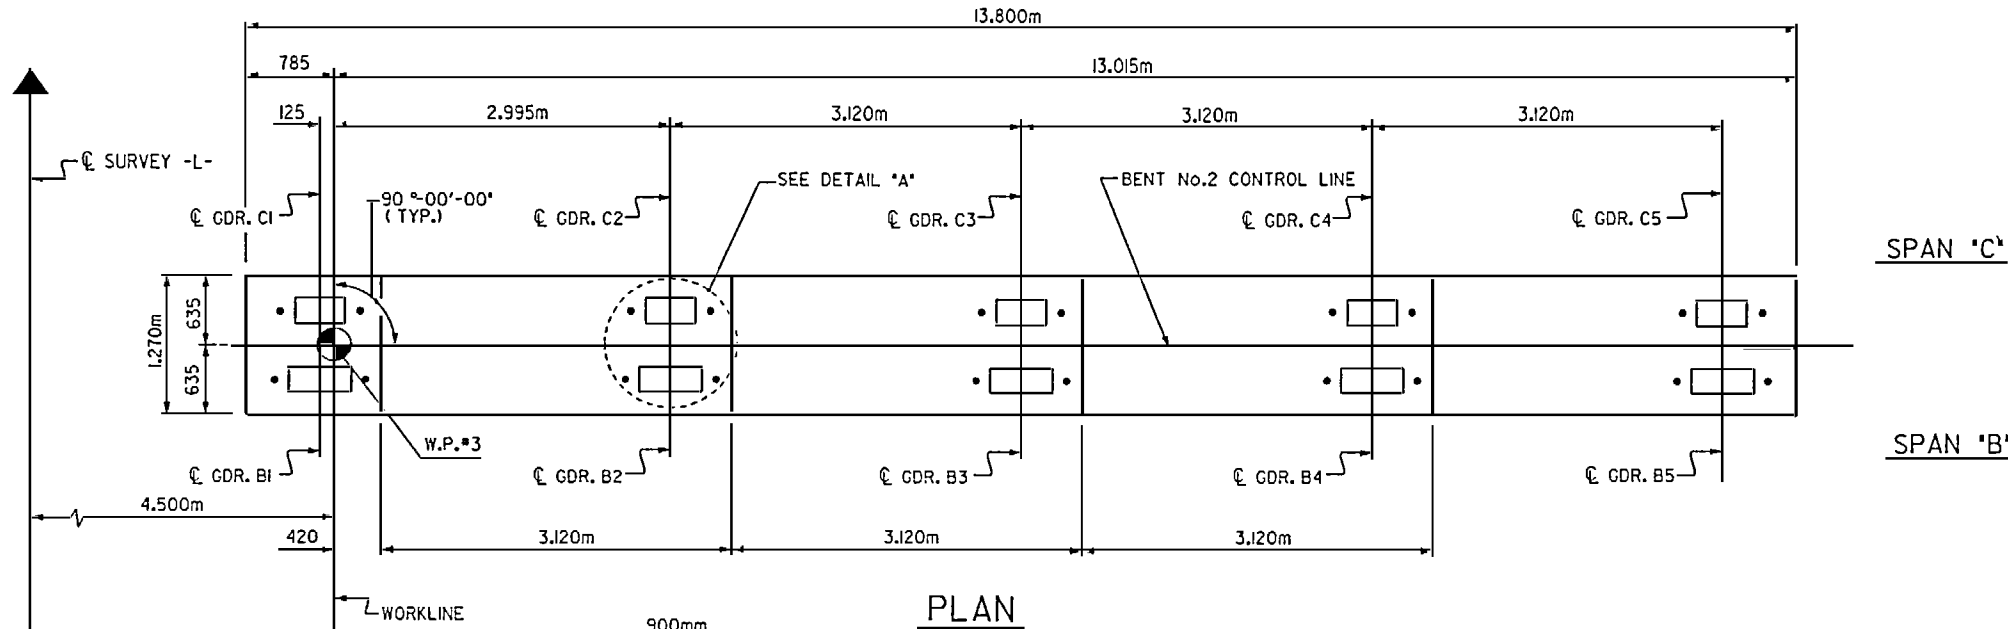 13.800m
785
13.015m
125
2.995m
3.120m
3.120m
3.120m
℄ SURVEY -L-
SEE DETAIL "A"
BENT No.2 CONTROL LINE
90°-00'-00"
(TYP.)
℄ GDR. C1
℄ GDR. C2
℄ GDR. C3
℄ GDR. C4
℄ GDR. C5
SPAN "C"
1.270m
635
635
W.P.#3
SPAN "B"
℄ GDR. B1
℄ GDR. B2
℄ GDR. B3
℄ GDR. B4
℄ GDR. B5
4.500m
420
3.120m
3.120m
3.120m
WORKLINE
PLAN
900mm